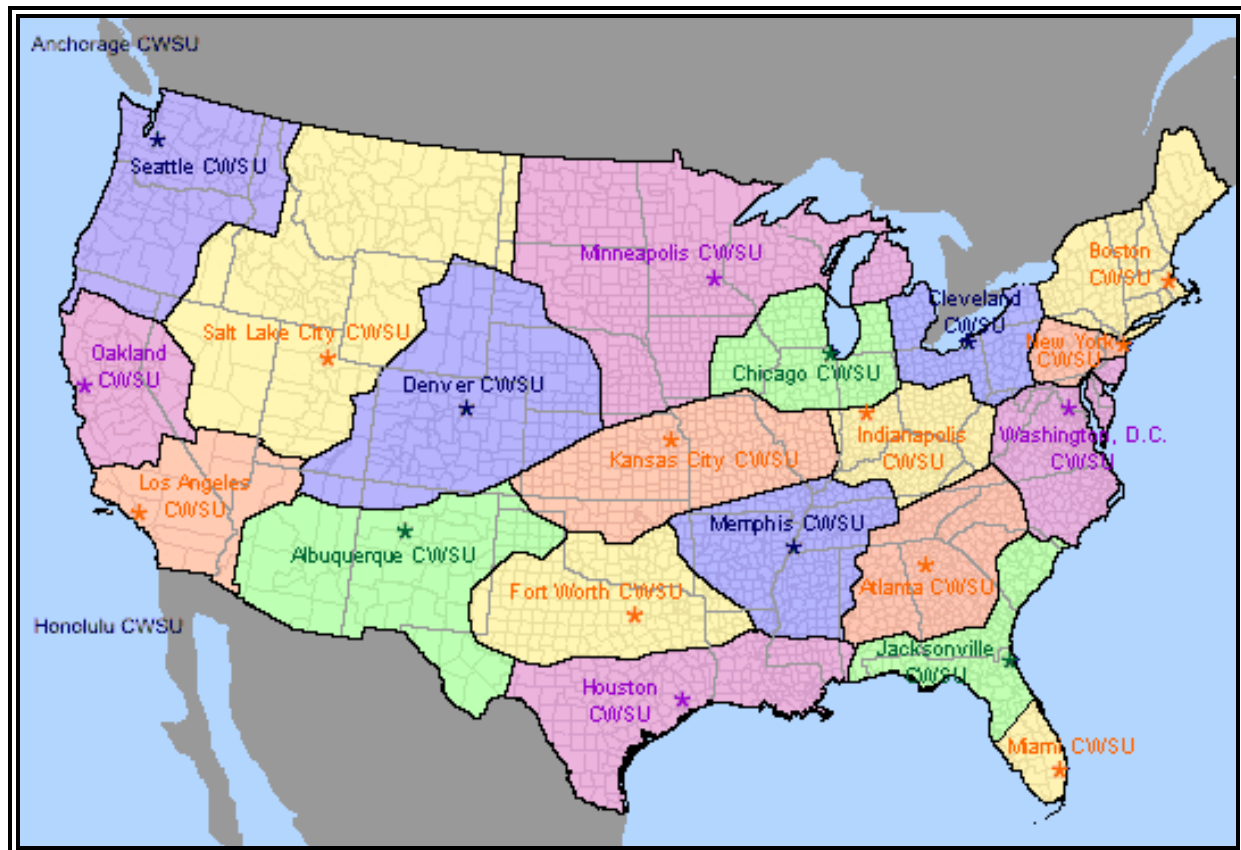 Anchorage CWSU
Seattle CWSU
Minneapolis CWSU
Boston
CWSU
Cleveland
CWSU
Salt Lake City CWSU
New York
CWSU
Oakland
CWSU
Chicago CWSU
Denver CWSU
Indianapolis
CWSU
Washington, D.C.
CWSU
Kansas City CWSU
Los Angeles
CWSU
Memphis CWSU
Albuquerque CWSU
Fort Worth CWSU
Atlanta CWSU
Honolulu CWSU
Jacksonville
CWSU
Houston
CWSU
Miami CWSU